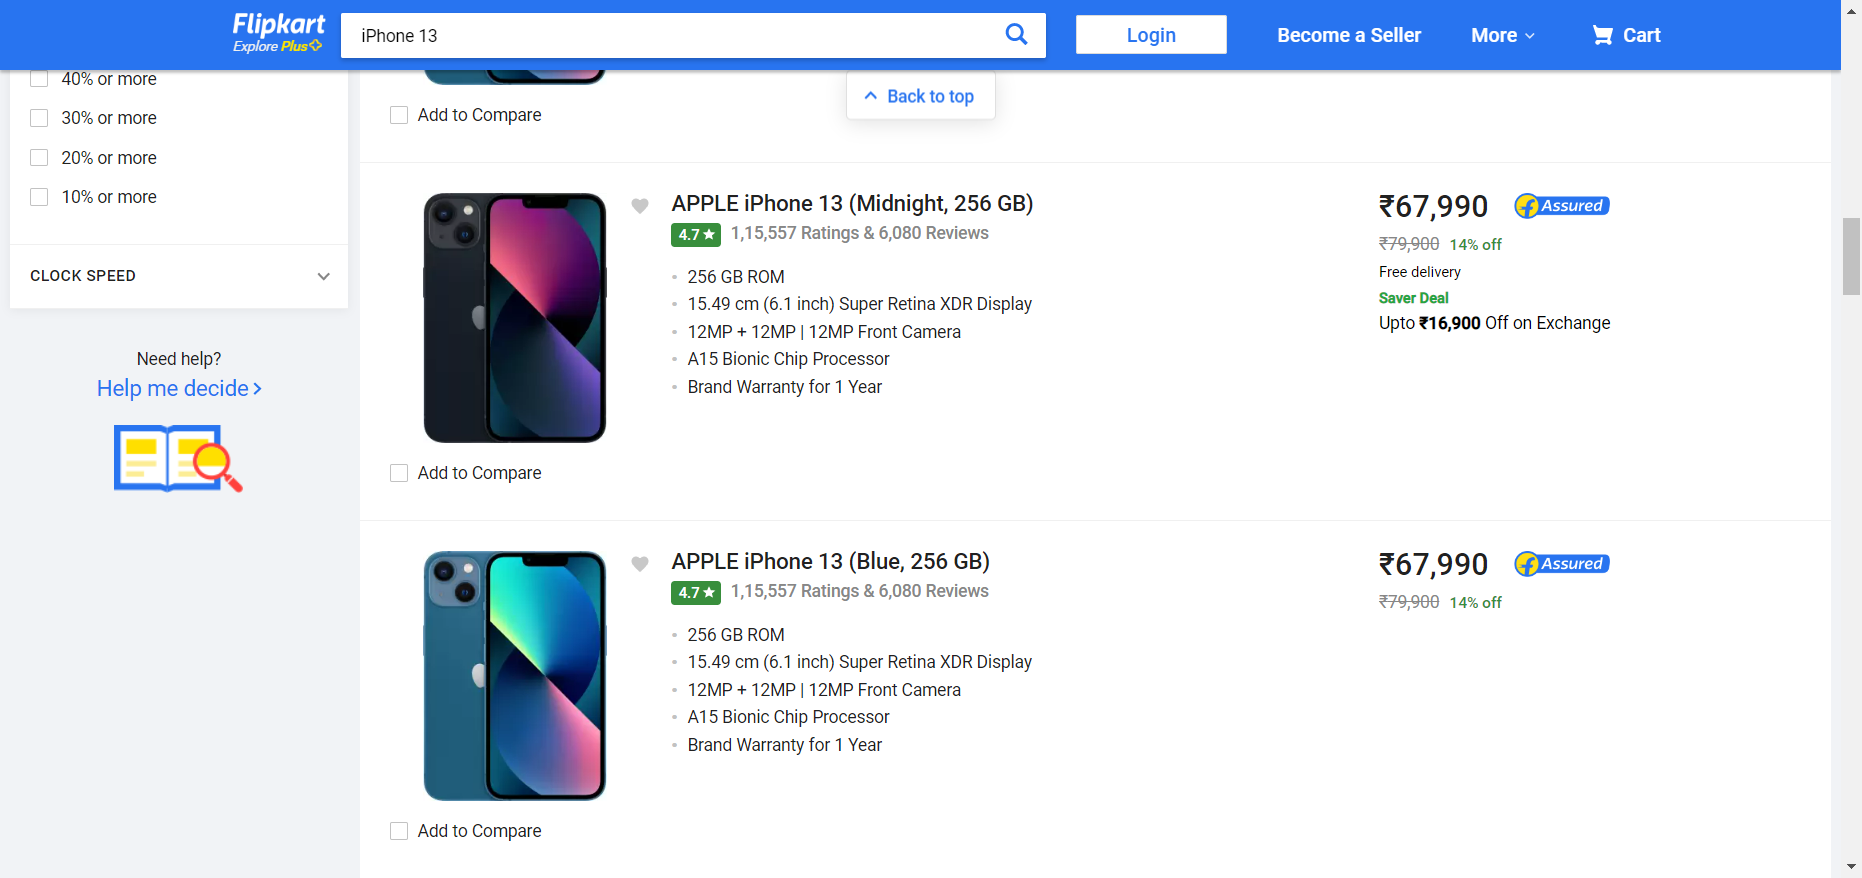 Flipkart
Explore Plus
iPhone 13
Login
Become a Seller
More
Cart
40% or more
30% or more
20% or more
10% or more
CLOCK SPEED
Need help?
Help me decide
Back to top
Add to Compare
APPLE iPhone 13 (Midnight, 256 GB)
4.7 ★ 1,15,557 Ratings & 6,080 Reviews
256 GB ROM
15.49 cm (6.1 inch) Super Retina XDR Display
12MP + 12MP | 12MP Front Camera
A15 Bionic Chip Processor
Brand Warranty for 1 Year
₹67,990
Assured
₹79,900 14% off
Free delivery
Saver Deal
Upto ₹16,900 Off on Exchange
Add to Compare
APPLE iPhone 13 (Blue, 256 GB)
4.7 ★ 1,15,557 Ratings & 6,080 Reviews
256 GB ROM
15.49 cm (6.1 inch) Super Retina XDR Display
12MP + 12MP | 12MP Front Camera
A15 Bionic Chip Processor
Brand Warranty for 1 Year
₹67,990
Assured
₹79,900 14% off
Add to Compare